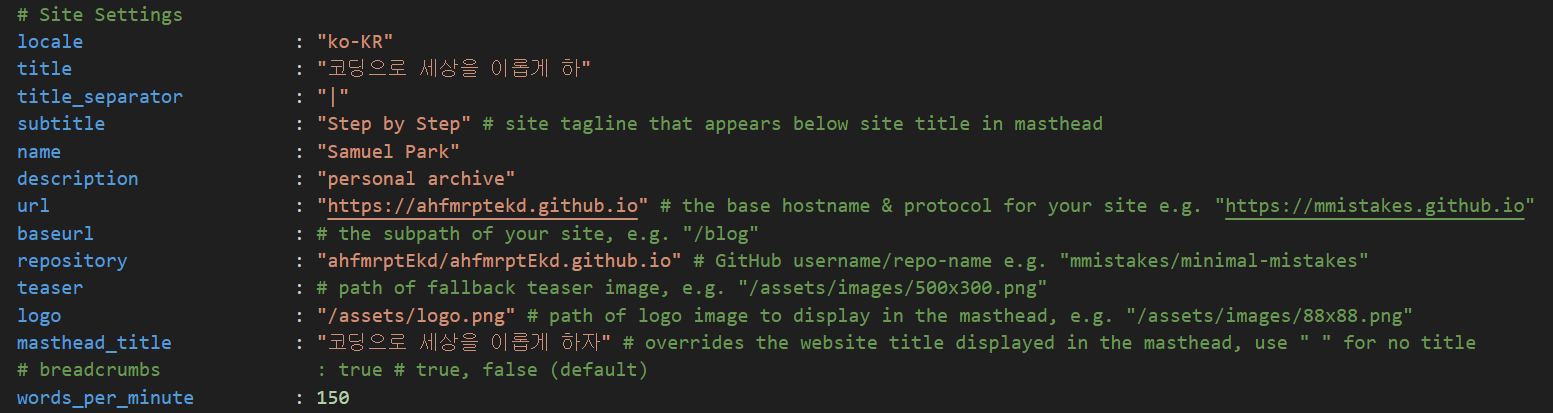 # Site Settings
locale : "ko-KR"
title : "코딩으로 세상을 이롭게 하"
title_separator : "|"
subtitle : "Step by Step" # site tagline that appears below site title in masthead
name : "Samuel Park"
description : "personal archive"
url : "https://ahfmrptekd.github.io" # the base hostname & protocol for your site e.g. "https://mmistakes.github.io"
baseurl : # the subpath of your site, e.g. "/blog"
repository : "ahfmrptEkd/ahfmrptEkd.github.io" # GitHub username/repo-name e.g. "mmistakes/minimal-mistakes"
teaser : # path of fallback teaser image, e.g. "/assets/images/500x300.png"
logo : "/assets/logo.png" # path of logo image to display in the masthead, e.g. "/assets/images/88x88.png"
masthead_title : "코딩으로 세상을 이롭게 하자" # overrides the website title displayed in the masthead, use " " for no title
# breadcrumbs : true # true, false (default)
words_per_minute : 150